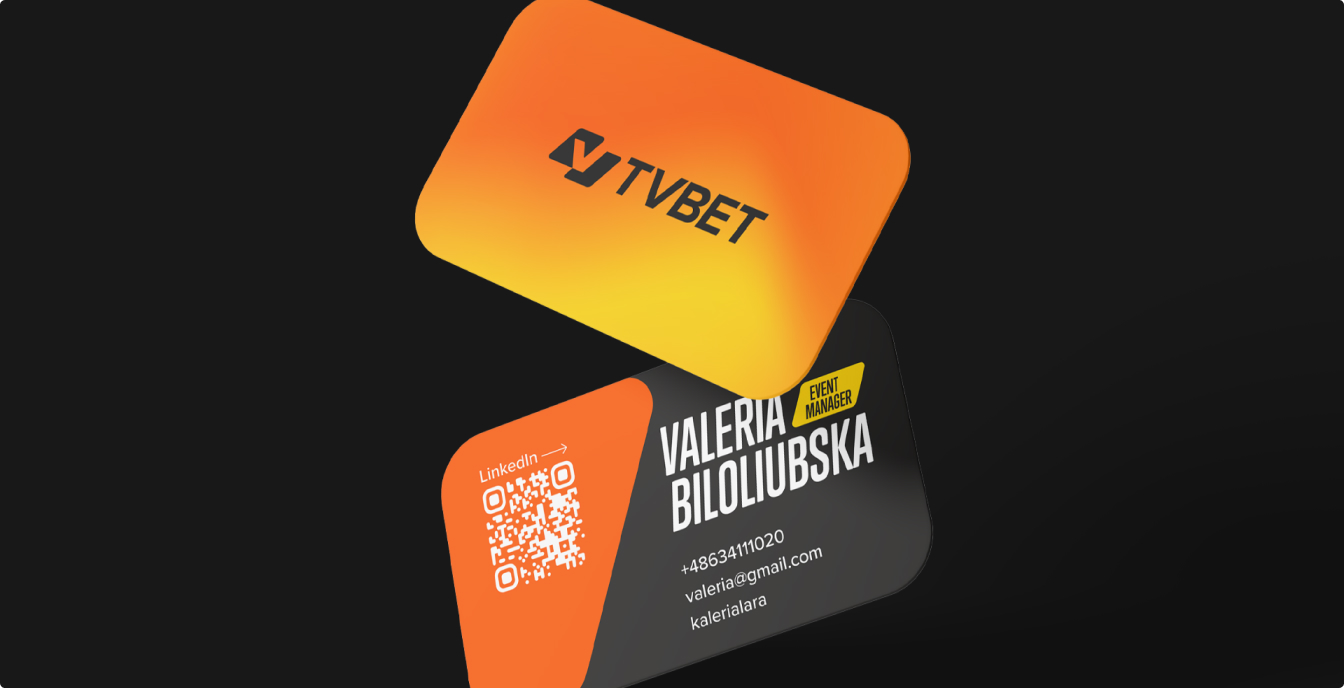 TVBET
LinkedIn →
VALERIA
EVENT
MANAGER
BILOLIUBSKA
+48634111020
valeria@gmail.com
kalerialara